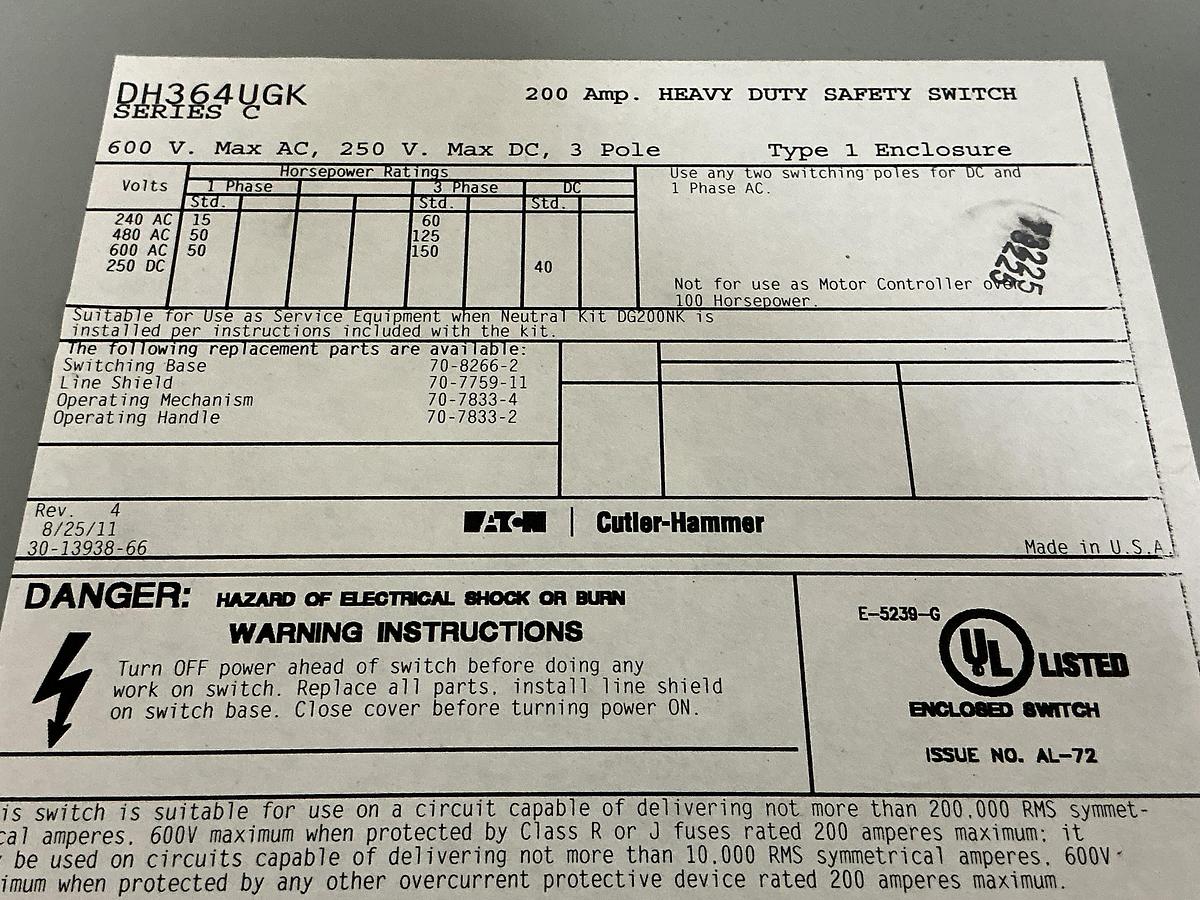 DH364UGK
SERIES C
200 Amp. HEAVY DUTY SAFETY SWITCH
600 V. Max AC, 250 V. Max DC, 3 Pole
Type 1 Enclosure
Horsepower Ratings
Volts 1 Phase 3 Phase DC
Std. Std. Std.
240 AC 15 60
480 AC 50 125
600 AC 50 150
250 DC 40
Use any two switching poles for DC and
1 Phase AC.
Not for use as Motor Controller over
100 Horsepower.
Suitable for Use as Service Equipment when Neutral Kit DG200NK is
installed per instructions included with the kit.
The following replacement parts are available:
Switching Base 70-8266-2
Line Shield 70-7759-11
Operating Mechanism 70-7833-4
Operating Handle 70-7833-2
Rev. 4
8/25/11
30-13938-66
EATON | Cutler-Hammer
Made in U.S.A.
DANGER: HAZARD OF ELECTRICAL SHOCK OR BURN
WARNING INSTRUCTIONS
Turn OFF power ahead of switch before doing any
work on switch. Replace all parts, install line shield
on switch base. Close cover before turning power ON.
E-5239-G
UL LISTED
ENCLOSED SWITCH
ISSUE NO. AL-72
is switch is suitable for use on a circuit capable of delivering not more than 200,000 RMS symmet-
cal amperes, 600V maximum when protected by Class R or J fuses rated 200 amperes maximum; it
be used on circuits capable of delivering not more than 10,000 RMS symmetrical amperes, 600V
imum when protected by any other overcurrent protective device rated 200 amperes maximum.